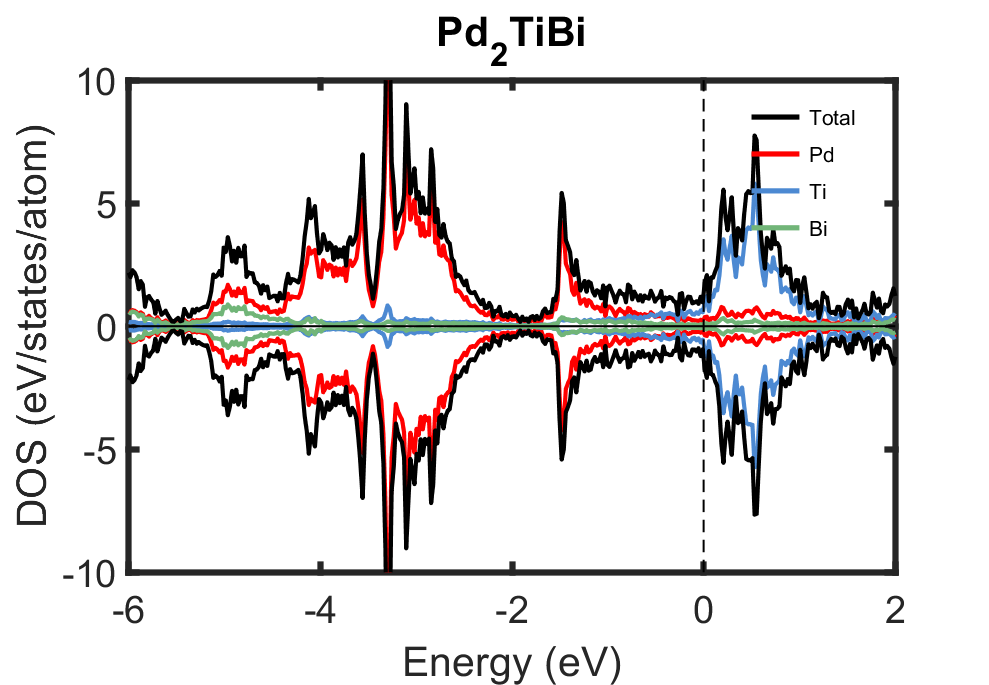 Pd2TiBi
DOS (eV/states/atom)
10
5
0
-5
-10
Total
Pd
Ti
Bi
-6 -4 -2 0 2
Energy (eV)